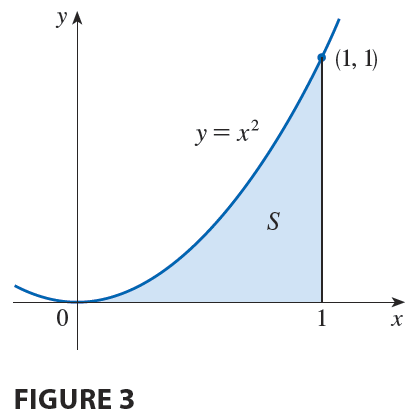 y
(1, 1)
y = x²
S
0
1
x
FIGURE 3